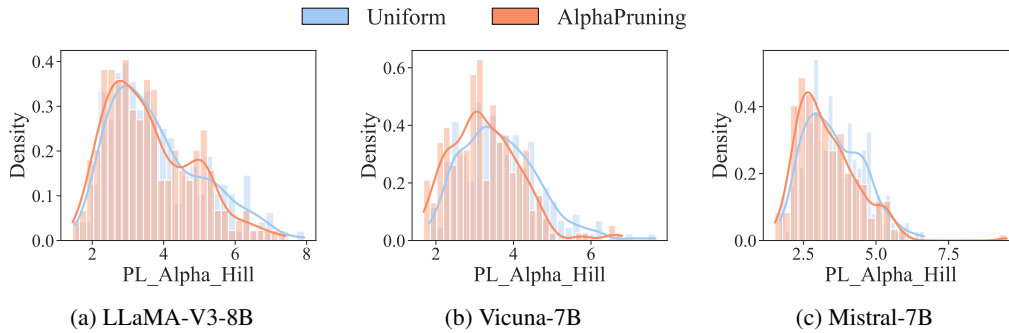 Uniform AlphaPruning
Density
0.4
0.3
0.2
0.1
0.0
2 4 6 8
PL_Alpha_Hill
(a) LLaMA-V3-8B
Density
0.6
0.4
0.2
0.0
2 4 6
PL_Alpha_Hill
(b) Vicuna-7B
Density
0.4
0.2
0.0
2.5 5.0 7.5
PL_Alpha_Hill
(c) Mistral-7B